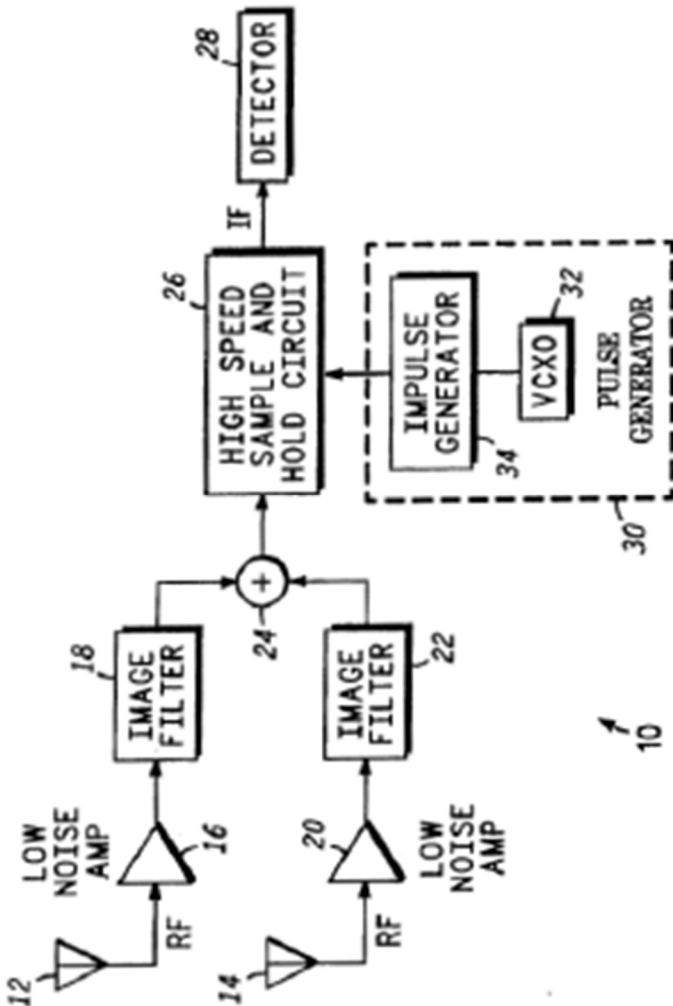 12
RF
LOW
NOISE
AMP
16
18
IMAGE
FILTER
14
RF
20
LOW
NOISE
AMP
22
IMAGE
FILTER
24
+
26
HIGH SPEED
SAMPLE AND
HOLD CIRCUIT
IF
28
DETECTOR
34
IMPULSE
GENERATOR
32
VCXO
PULSE
GENERATOR
30
10